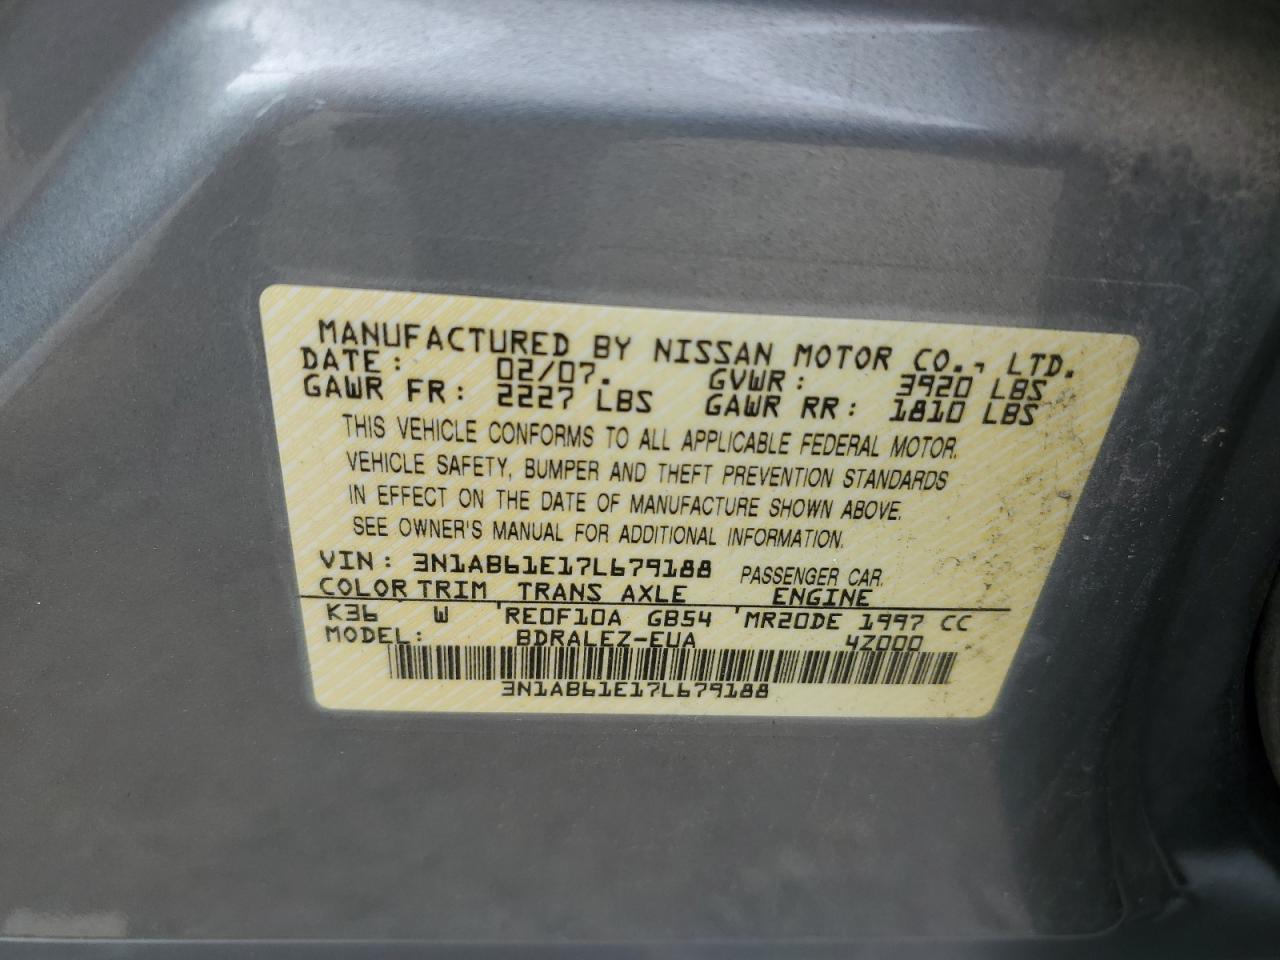 MANUFACTURED BY NISSAN MOTOR CO., LTD.
DATE: 02/07. GVWR: 3920 LBS
GAWR FR: 2227 LBS GAWR RR: 1810 LBS
THIS VEHICLE CONFORMS TO ALL APPLICABLE FEDERAL MOTOR.
VEHICLE SAFETY, BUMPER AND THEFT PREVENTION STANDARDS
IN EFFECT ON THE DATE OF MANUFACTURE SHOWN ABOVE.
SEE OWNER'S MANUAL FOR ADDITIONAL INFORMATION.
VIN: 3N1AB61E17L679188 PASSENGER CAR.
COLOR TRIM TRANS AXLE ENGINE
K36 W 'RE0F10A GB54 'MR20DE 1997 CC
MODEL: BDRALEZ-EUA 4Z000
3N1AB61E17L679188